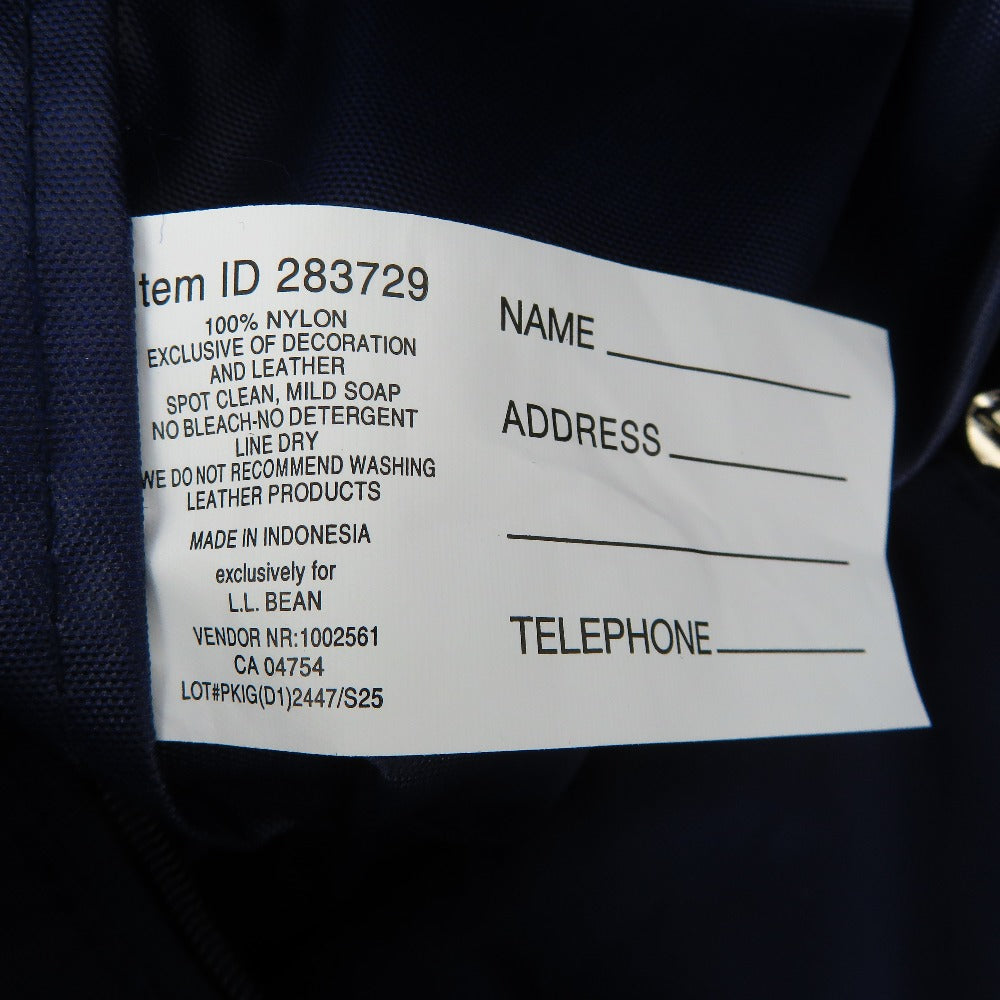 tem ID 283729
100% NYLON
EXCLUSIVE OF DECORATION
AND LEATHER
SPOT CLEAN, MILD SOAP
NO BLEACH-NO DETERGENT
LINE DRY
WE DO NOT RECOMMEND WASHING
LEATHER PRODUCTS
MADE IN INDONESIA
exclusively for
L.L. BEAN
VENDOR NR:1002561
CA 04754
LOT#PKIG(D1)2447/S25
NAME
ADDRESS
TELEPHONE